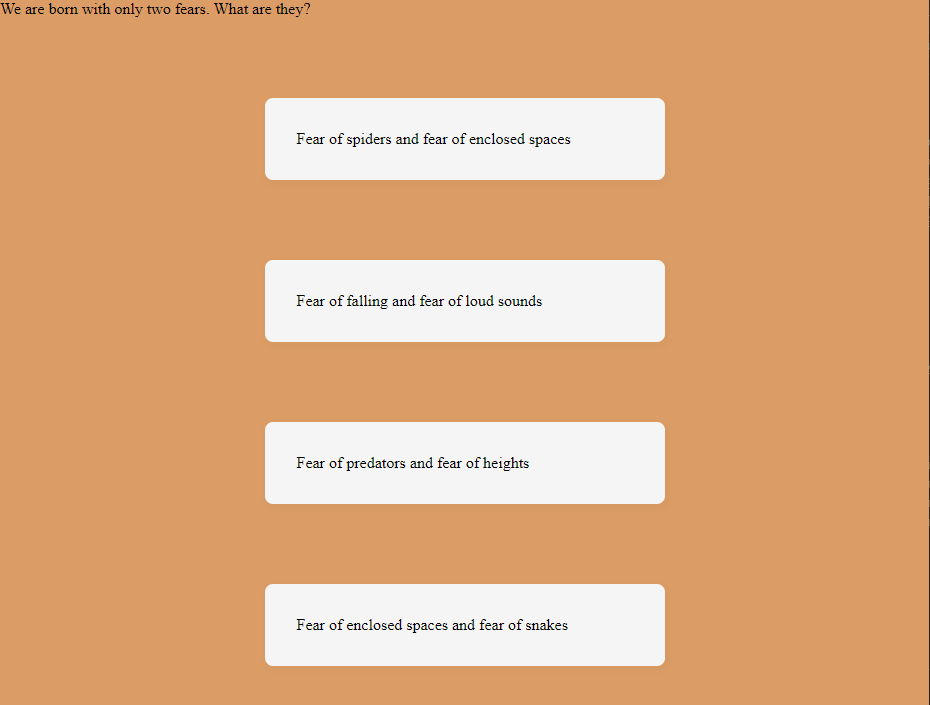 We are born with only two fears. What are they?
Fear of spiders and fear of enclosed spaces
Fear of falling and fear of loud sounds
Fear of predators and fear of heights
Fear of enclosed spaces and fear of snakes